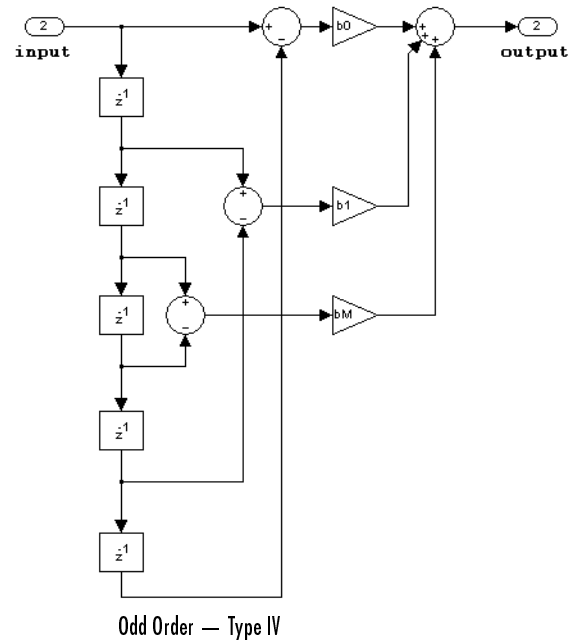 2
input
+
−
b0
+
+
+
2
output
z-1
z-1
+
−
b1
z-1
+
−
bM
z-1
z-1
Odd Order — Type IV